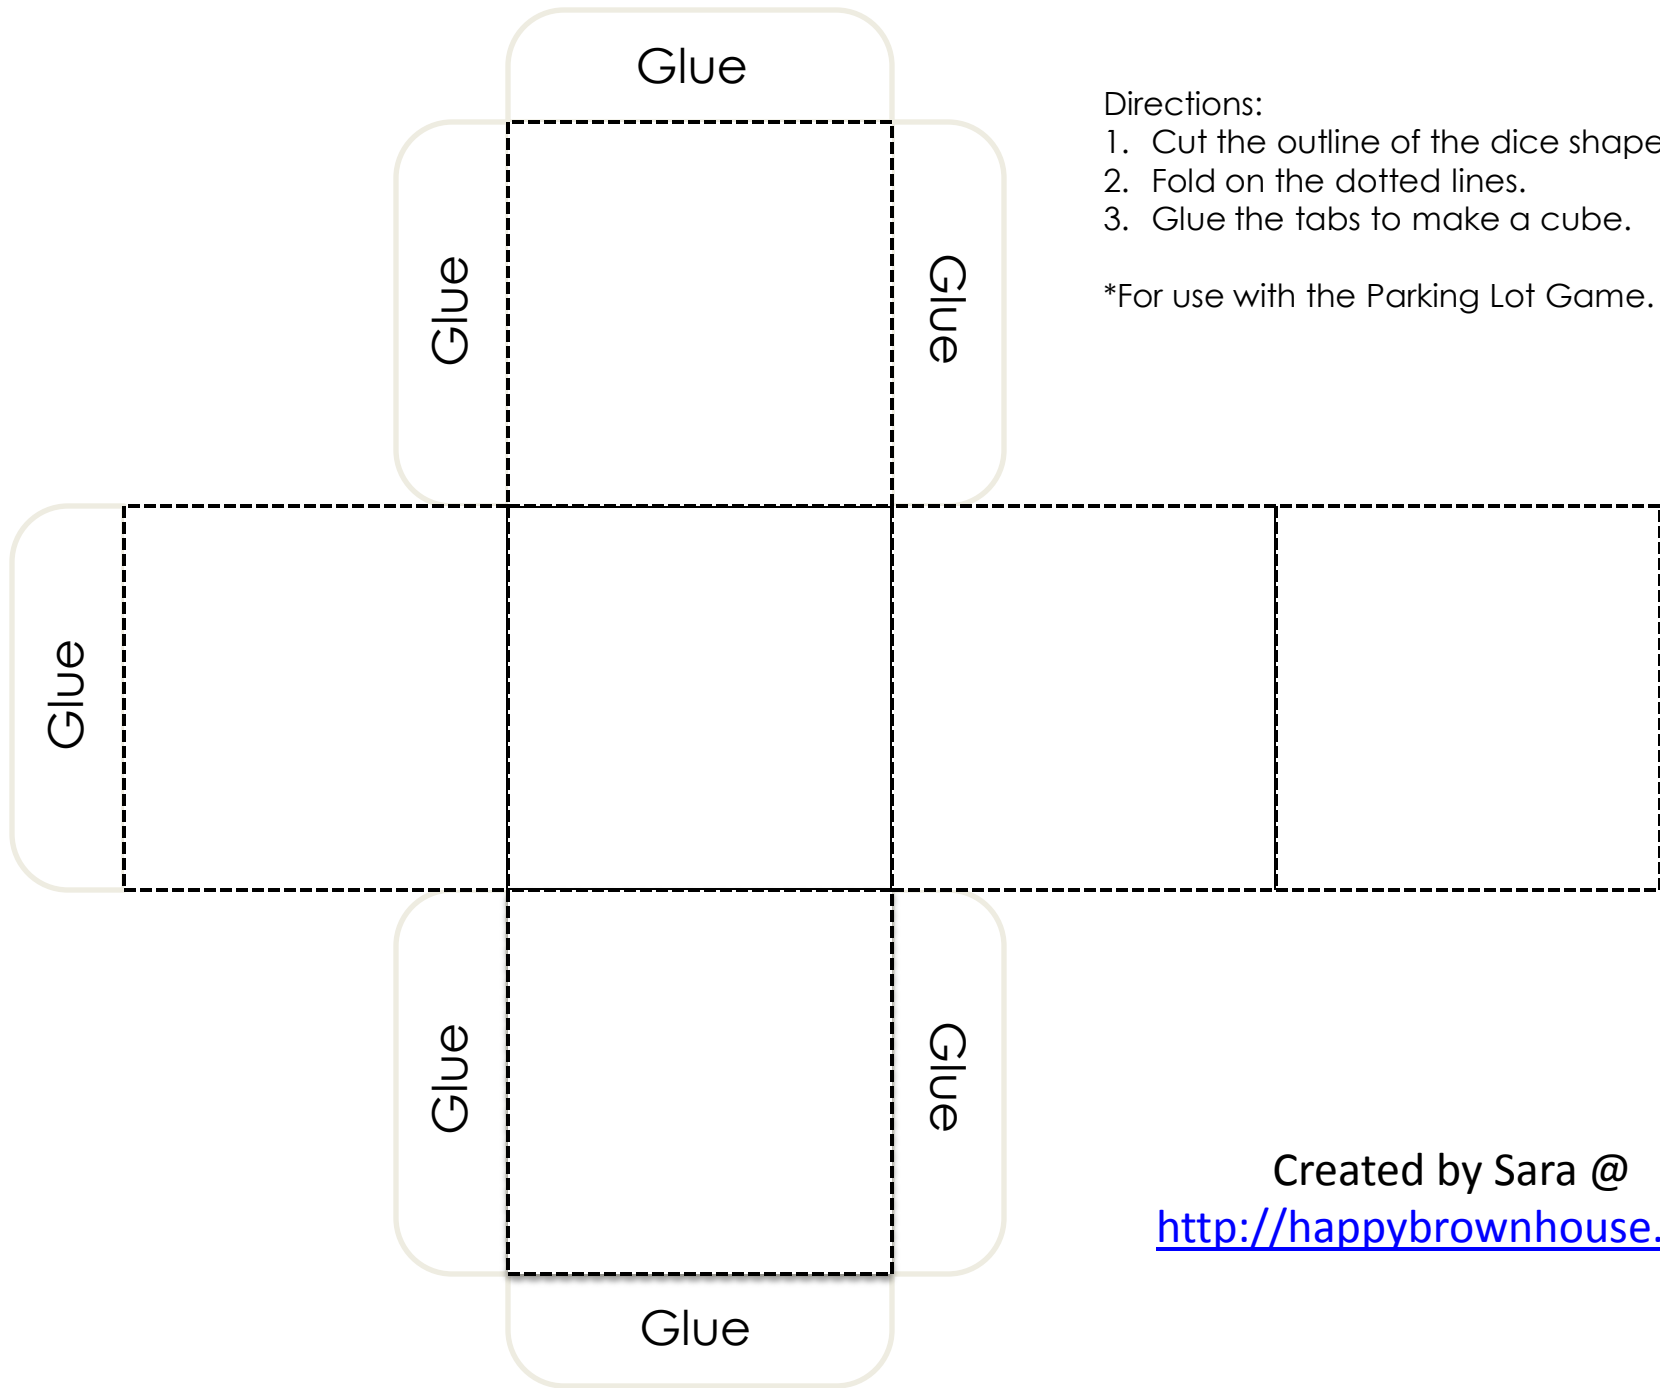 Glue
Directions:
1. Cut the outline of the dice shape
2. Fold on the dotted lines.
3. Glue the tabs to make a cube.
*For use with the Parking Lot Game.
Glue
Glue
Glue
Glue
Glue
Created by Sara @
http://happybrownhouse.
Glue